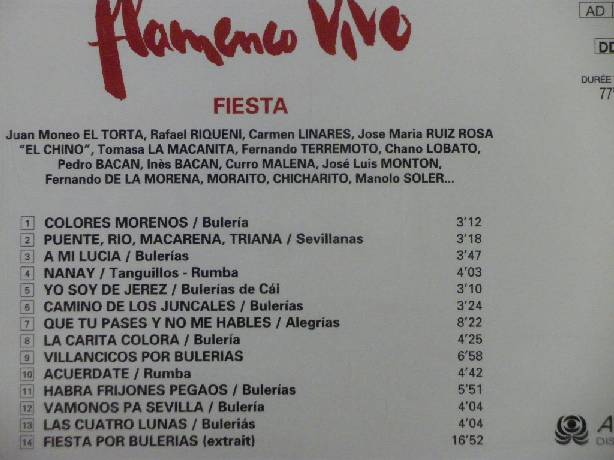 flamenco Vivo
AD
DD
DURÉE
77'
FIESTA
Juan Moneo EL TORTA, Rafael RIQUENI, Carmen LINARES, Jose Maria RUIZ ROSA
"EL CHINO", Tomasa LA MACANITA, Fernando TERREMOTO, Chano LOBATO,
Pedro BACAN, Inès BACAN, Curro MALENA, José Luis MONTON,
Fernando DE LA MORENA, MORAITO, CHICHARITO, Manolo SOLER...
1 COLORES MORENOS / Bulería 3'12
2 PUENTE, RIO, MACARENA, TRIANA / Sevillanas 3'18
3 A MI LUCIA / Bulerías 3'47
4 NANAY / Tanguillos - Rumba 4'03
5 YO SOY DE JEREZ / Bulerías de Cái 3'10
6 CAMINO DE LOS JUNCALES / Bulerías 3'24
7 QUE TU PASES Y NO ME HABLES / Alegrías 8'22
8 LA CARITA COLORA / Bulería 4'25
9 VILLANCICOS POR BULERIAS 6'58
10 ACUERDATE / Rumba 4'42
11 HABRA FRIJONES PEGAOS / Bulerías 5'51
12 VAMONOS PA SEVILLA / Bulería 4'04
13 LAS CUATRO LUNAS / Buleriás 4'04
14 FIESTA POR BULERIAS (extrait) 16'52
A
DIS